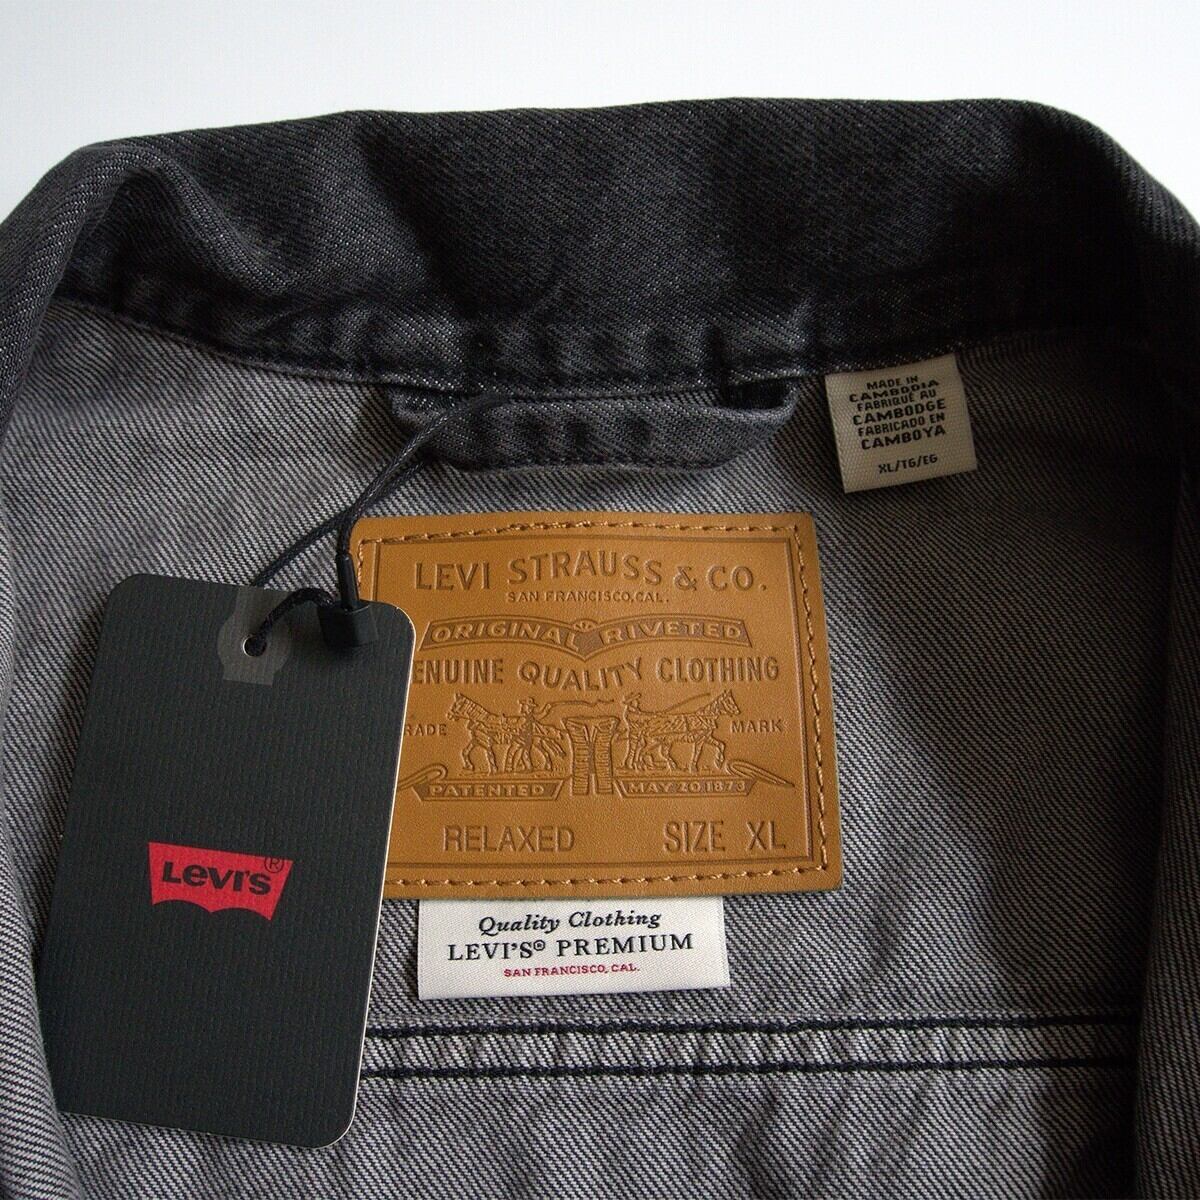 MADE IN
CAMBODIA
FABRIQUÉ AU
CAMBODGE
FABRICADO EN
CAMBOYA
XL/TG/EG
LEVI STRAUSS & CO.
SAN FRANCISCO, CAL.
ORIGINAL RIVETED
ENUINE QUALITY CLOTHING
RADE MARK
PATENTED MAY 20 1873
RELAXED SIZE XL
Levi's®
Quality Clothing
LEVI'S® PREMIUM
SAN FRANCISCO, CAL.